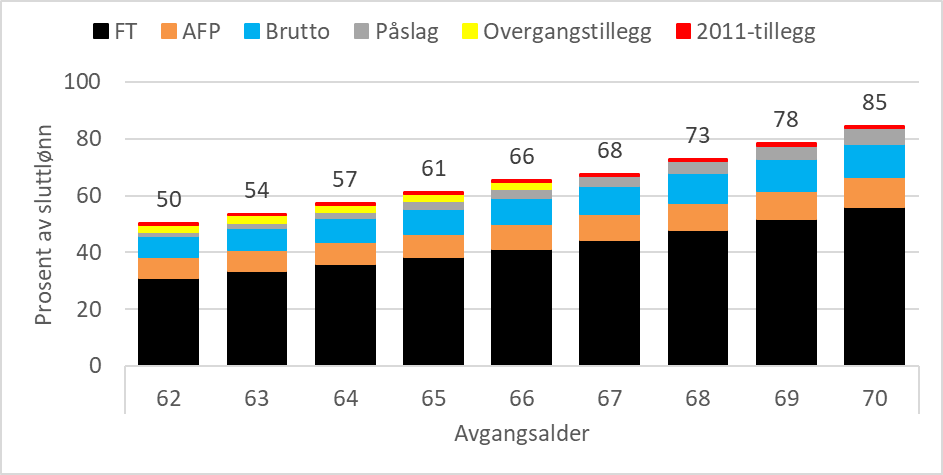 FT AFP Brutto Påslag Overgangstillegg 2011-tillegg
Prosent av sluttlønn
100
80
60
40
20
0
50 54 57 61 66 68 73 78 85
62 63 64 65 66 67 68 69 70
Avgangsalder